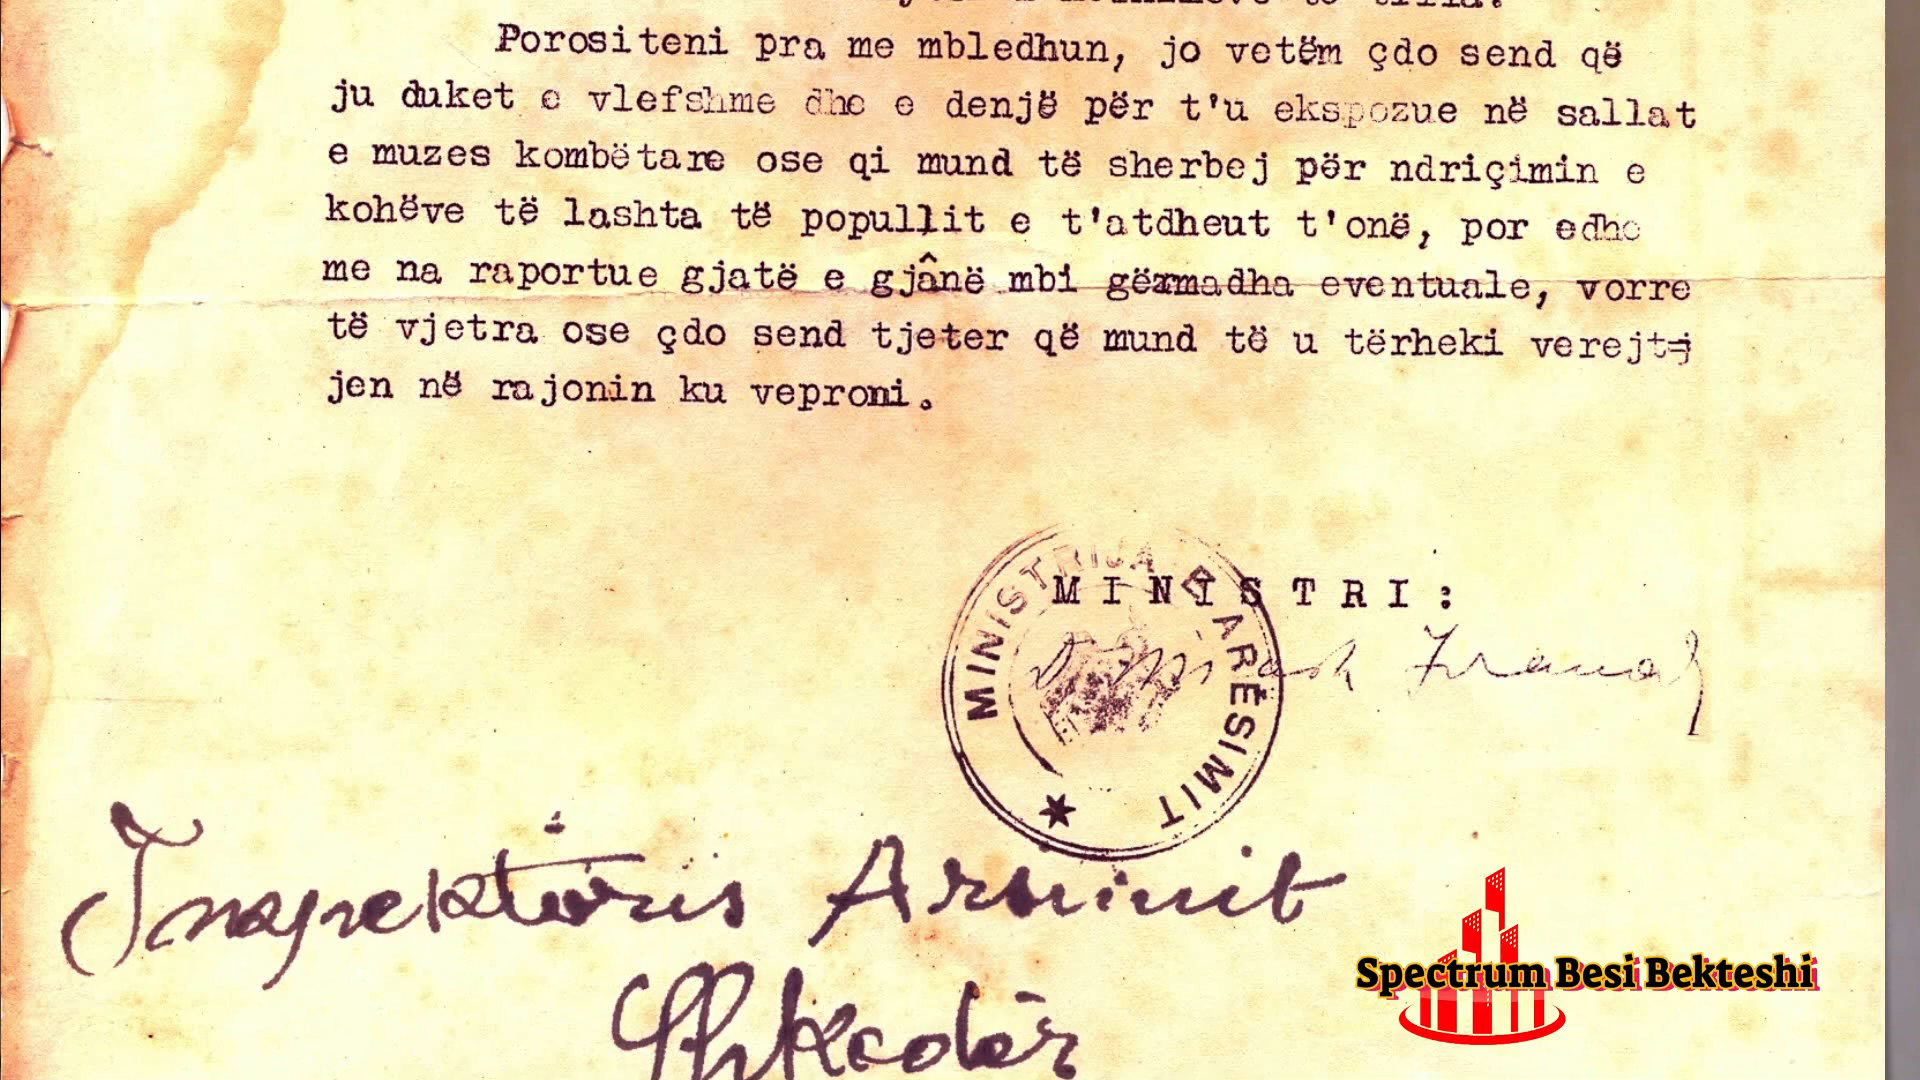 Porositeni pra me mbledhun, jo vetëm çdo send që
ju duket e vlefshme dhe e denjë për t'u ekspozue në sallat
e muzes kombëtare ose qi mund të sherbej për ndriçimin e
kohëve të lashta të popullit e t'atdheut t'onë, por edhe
me na raportue gjatë e gjânë mbi gërmadha eventuale, vorre
të vjetra ose çdo send tjeter që mund të u tërheki verejtj
jen në rajonin ku veproni.
MINISTRI:
MINISTRIJA E ARËSIMIT
Inspektoris Arsimit
Shkodër
Spectrum Besi Bekteshi